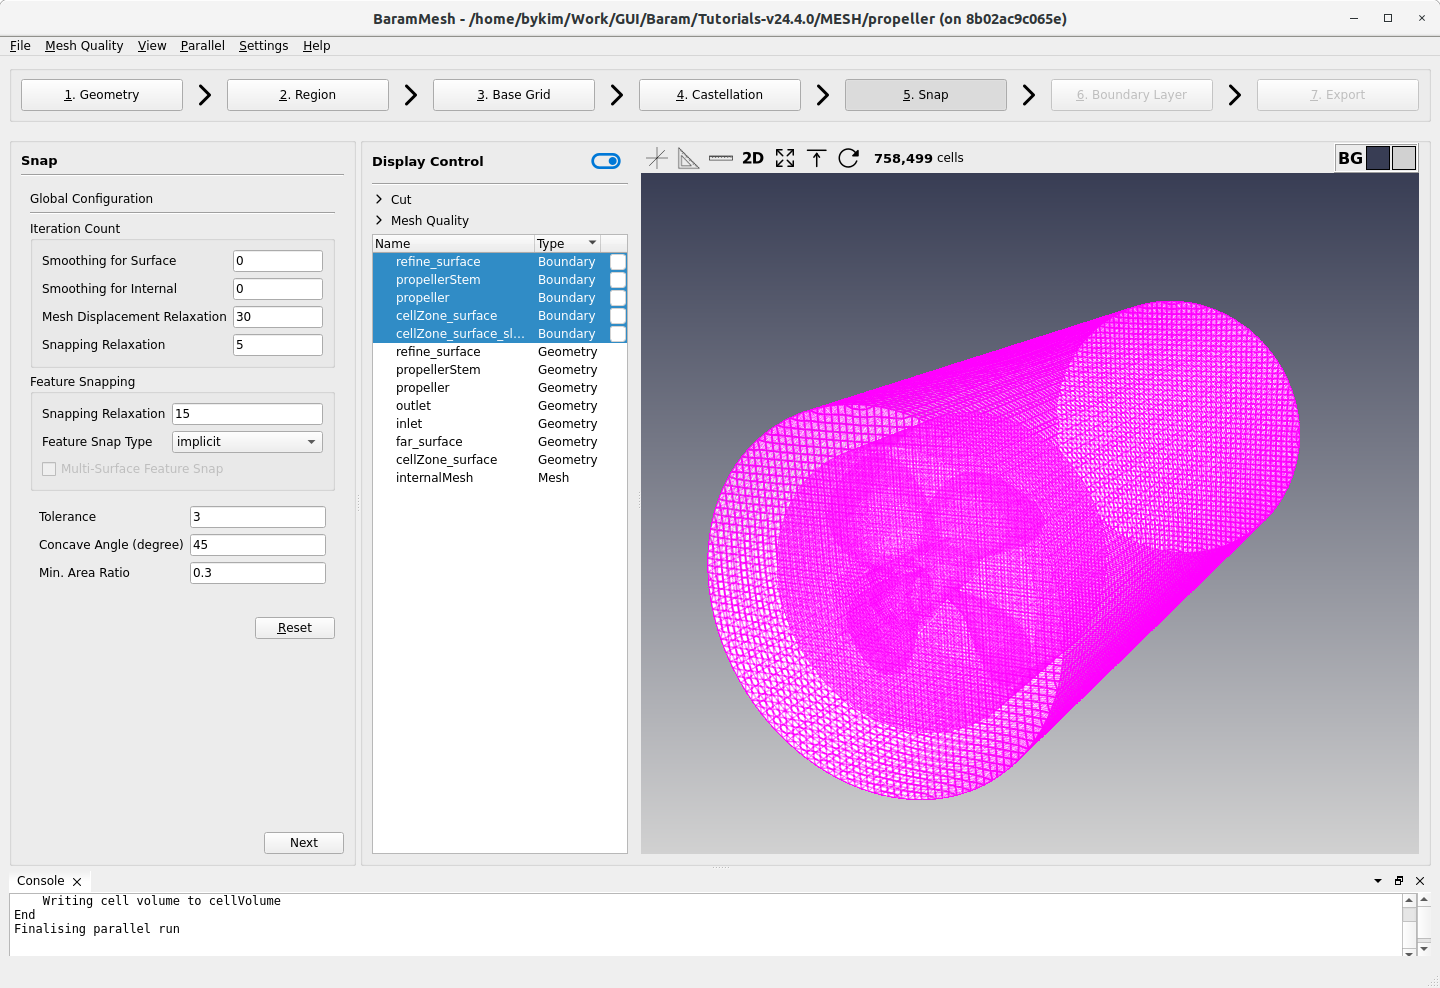 BaramMesh - /home/bykim/Work/GUI/Baram/Tutorials-v24.4.0/MESH/propeller (on 8b02ac9c065e)
File Mesh Quality View Parallel Settings Help
1. Geometry 2. Region 3. Base Grid 4. Castellation 5. Snap 6. Boundary Layer 7. Export
Snap
Global Configuration
Iteration Count
Smoothing for Surface 0
Smoothing for Internal 0
Mesh Displacement Relaxation 30
Snapping Relaxation 5
Feature Snapping
Snapping Relaxation 15
Feature Snap Type implicit
Multi-Surface Feature Snap
Tolerance 3
Concave Angle (degree) 45
Min. Area Ratio 0.3
Reset
Next
Display Control
Cut
Mesh Quality
Name Type
refine_surface Boundary
propellerStem Boundary
propeller Boundary
cellZone_surface Boundary
cellZone_surface_sl... Boundary
refine_surface Geometry
propellerStem Geometry
propeller Geometry
outlet Geometry
inlet Geometry
far_surface Geometry
cellZone_surface Geometry
internalMesh Mesh
2D 758,499 cells BG
Console
Writing cell volume to cellVolume
End
Finalising parallel run